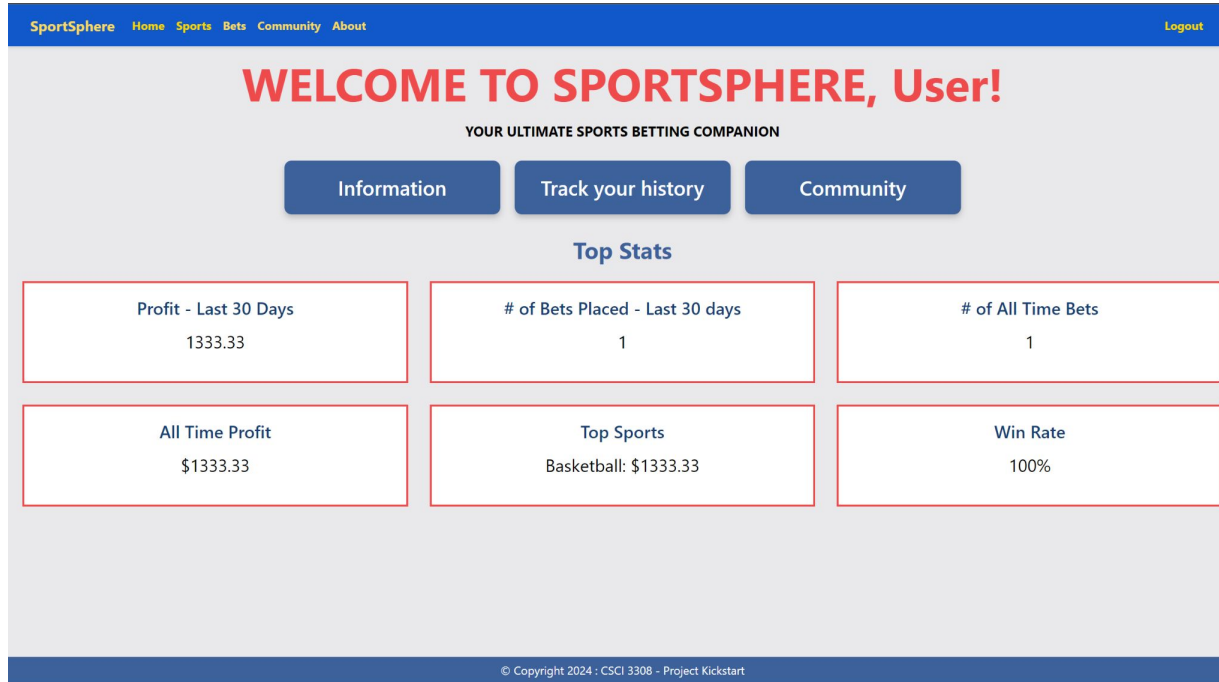 SportSphere Home Sports Bets Community About Logout
WELCOME TO SPORTSPHERE, User!
YOUR ULTIMATE SPORTS BETTING COMPANION
Information Track your history Community
Top Stats
Profit - Last 30 Days # of Bets Placed - Last 30 days # of All Time Bets
1333.33 1 1
All Time Profit Top Sports Win Rate
$1333.33 Basketball: $1333.33 100%
© Copyright 2024 : CSCI 3308 - Project Kickstart